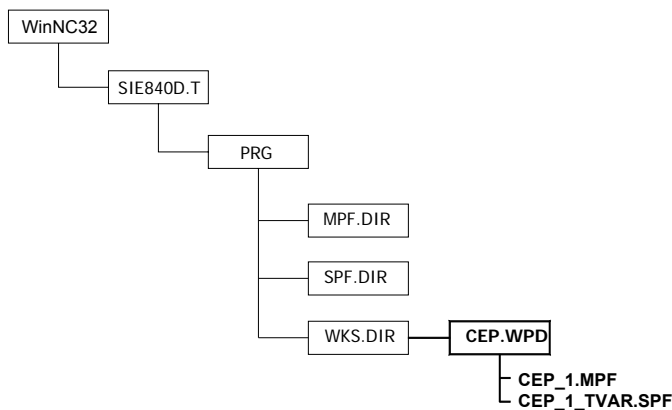 WinNC32
SIE840D.T
PRG
MPF.DIR
SPF.DIR
WKS.DIR
CEP.WPD
CEP_1.MPF
CEP_1_TVAR.SPF